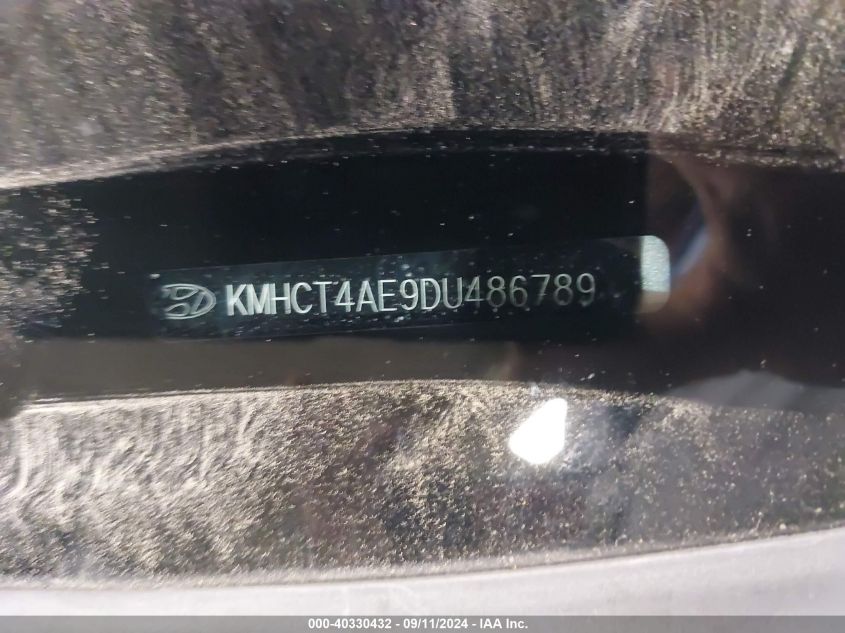 KMHCT4AE9DU486789
000-40330432 - 09/11/2024 - IAA Inc.